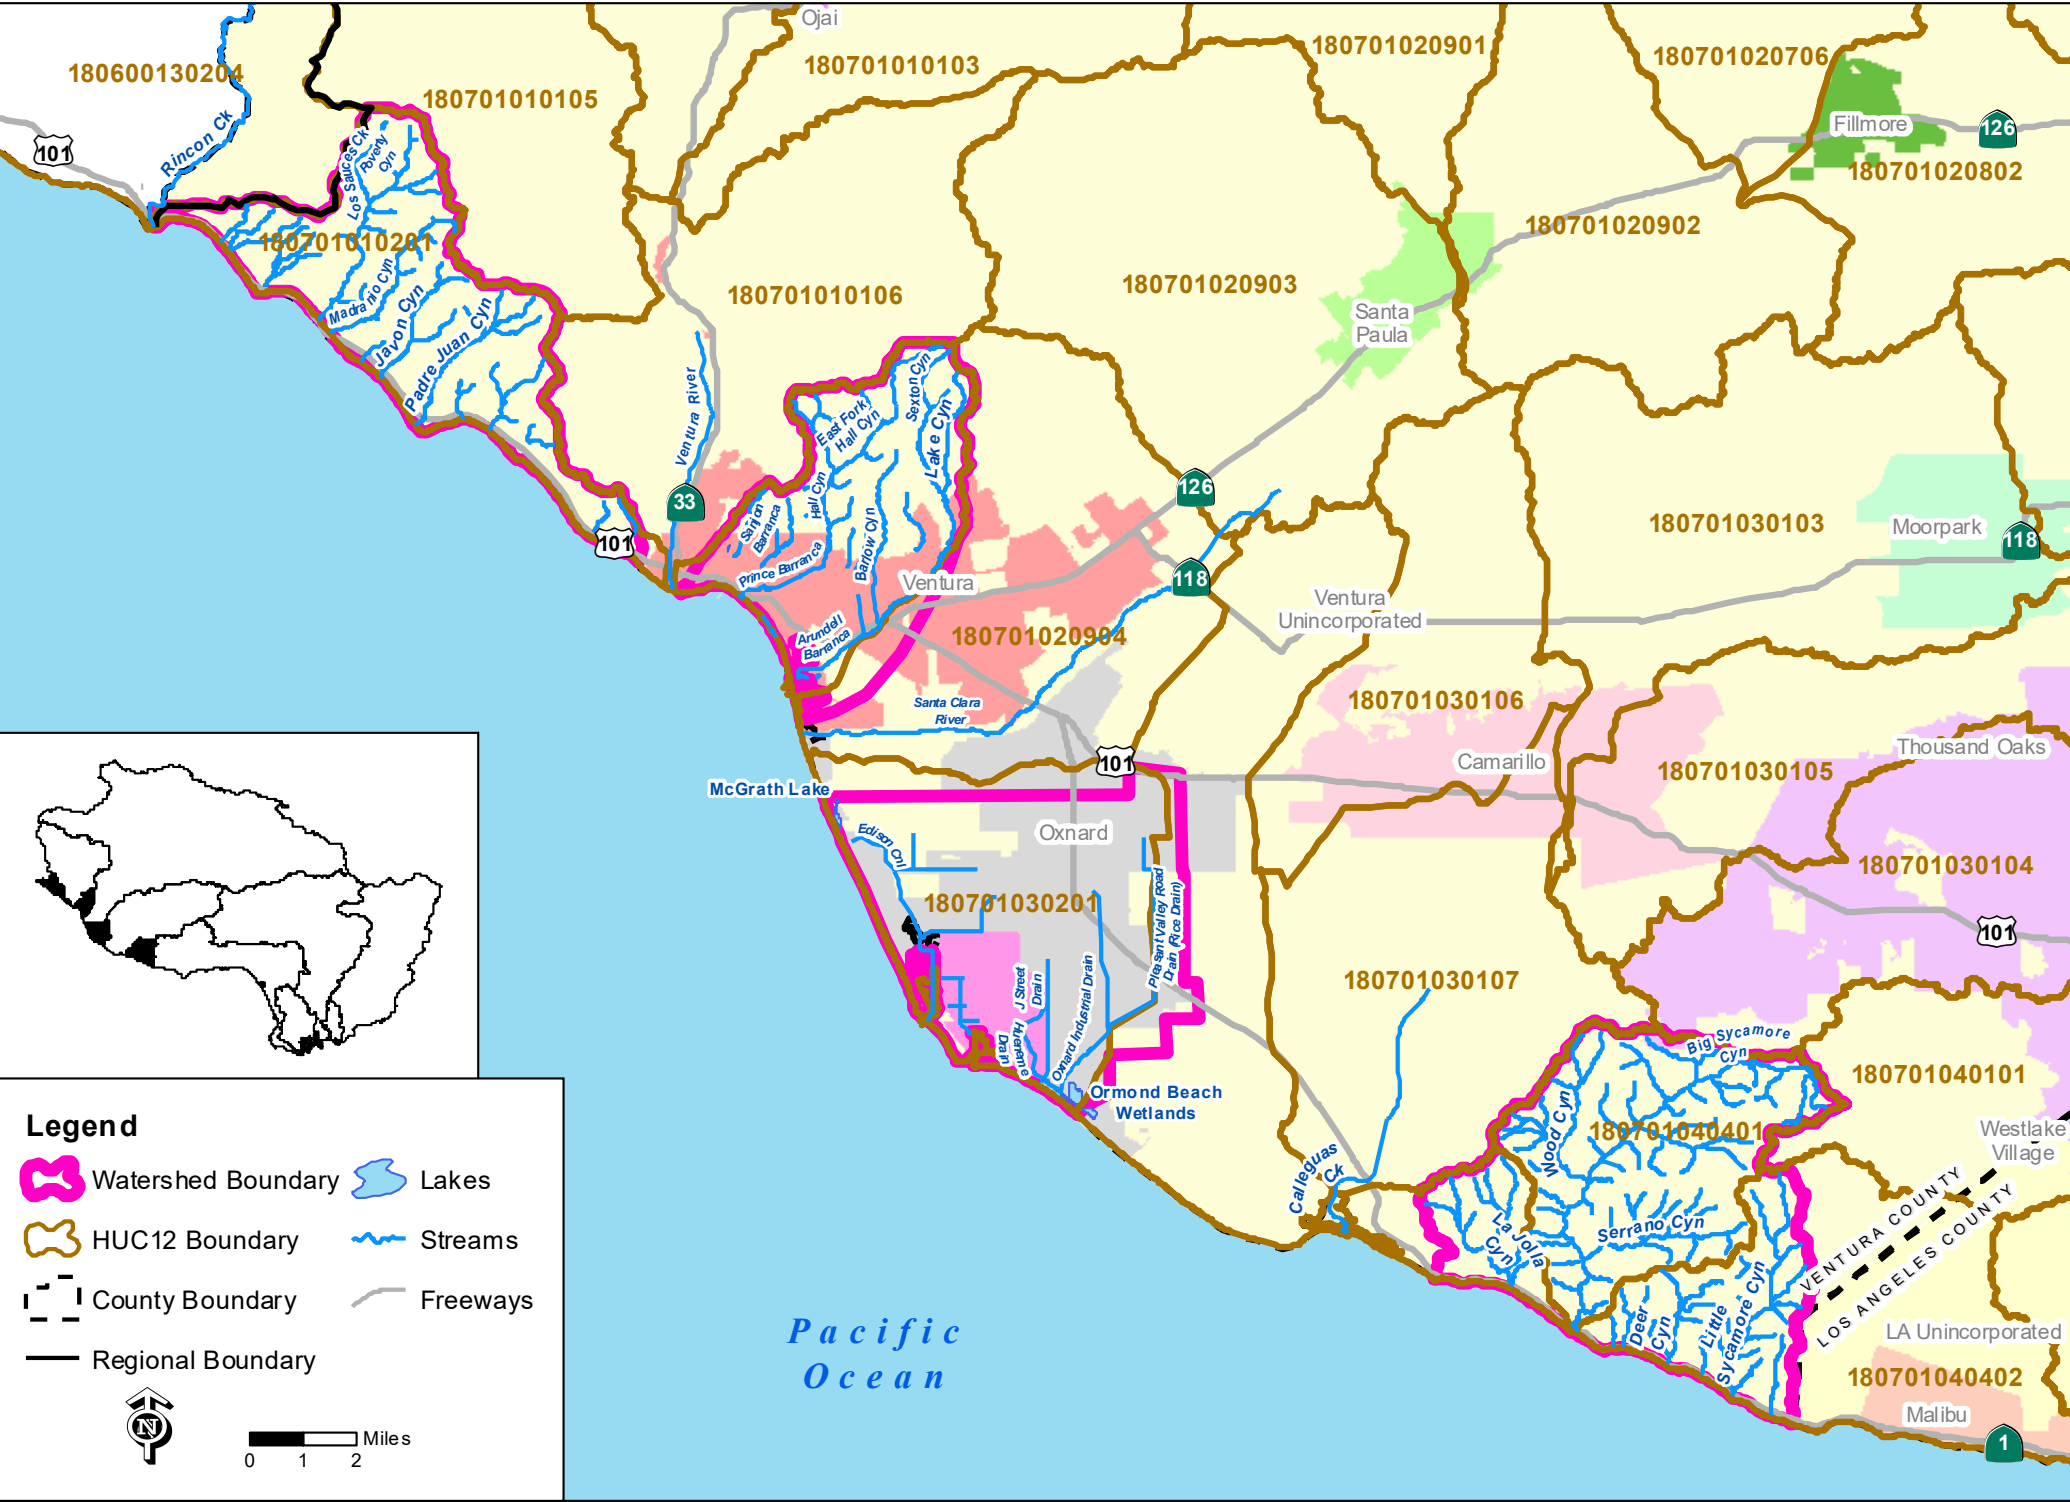 Ojai
180600130204
180701010105
180701010103
180701020901
180701020706
Fillmore
126
101
Rincon Ck
Los Sauces Ck
Poverty
Cyn
180701020802
180701010201
180701020902
Madranio Cyn
Javon Cyn
Padre Juan Cyn
180701010106
180701020903
Santa
Paula
Ventura River
Sexton Cyn
East Fork
Hall Cyn
Lake Cyn
33
126
Hall Cyn
Sanjon
Barranca
101
Barlow Cyn
Prince Barranca
Ventura
118
180701030103
Moorpark
118
Ventura
Unincorporated
Arundell
Barranca
180701020904
Santa Clara
River
180701030106
Camarillo
Thousand Oaks
180701030105
101
McGrath Lake
Oxnard
Edison Cnl
180701030104
180701030201
Pleasant Valley Road
Drain (Rice Drain)
101
J Street
Drain
Hueneme
Drain
Oxnard Industrial Drain
180701030107
Ormond Beach
Wetlands
Big Sycamore
Cyn
180701040101
Wood Cyn
180701040401
Westlake
Village
Calleguas
Ck
La Jolla
Cyn
Serrano Cyn
VENTURA COUNTY
LOS ANGELES COUNTY
Deer
Cyn
Little
Sycamore Cyn
LA Unincorporated
180701040402
Malibu
1
Pacific
Ocean
Legend
Watershed Boundary
Lakes
HUC12 Boundary
Streams
County Boundary
Freeways
Regional Boundary
N
Miles
0 1 2